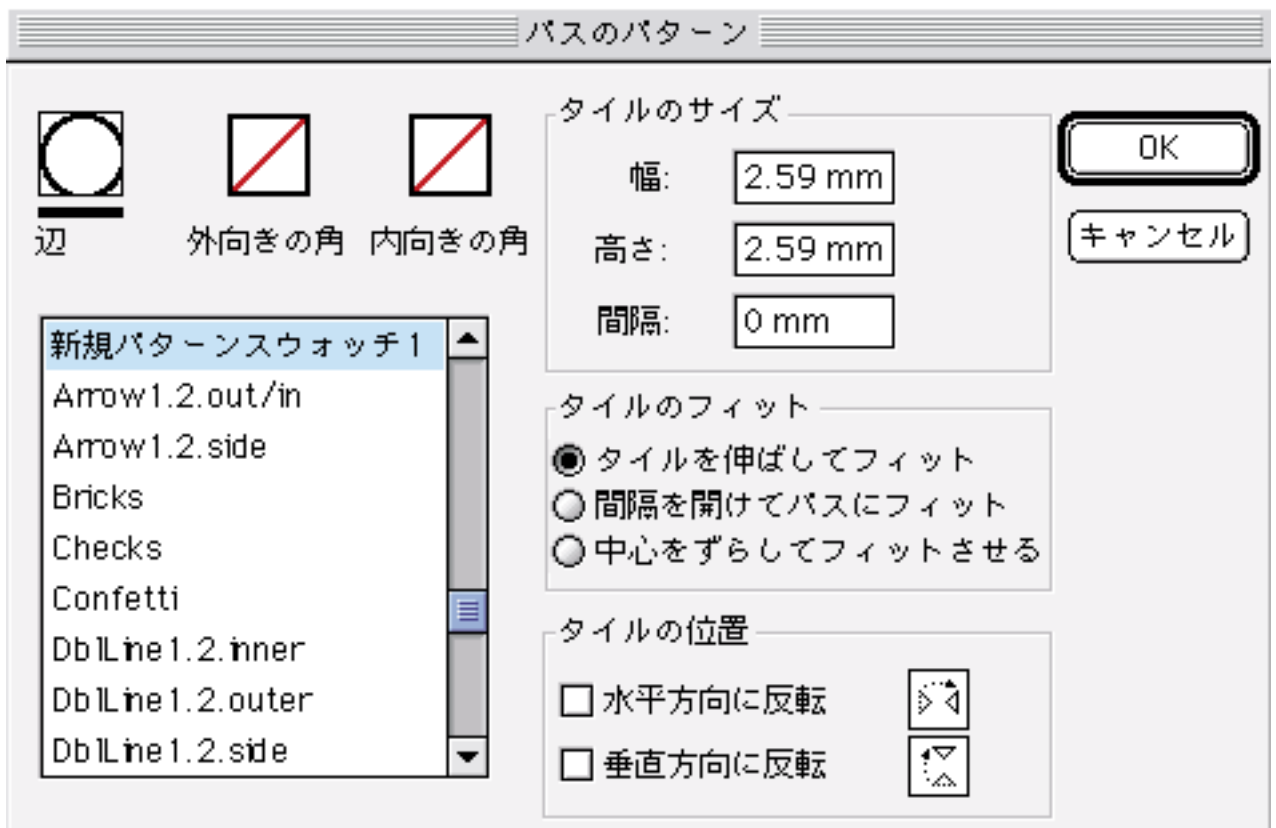 パスのパターン
辺
外向きの角
内向きの角
新規パターンスウォッチ1
Arrow1.2.out/in
Arrow1.2.side
Bricks
Checks
Confetti
DblLine1.2.inner
DblLine1.2.outer
DblLine1.2.side
タイルのサイズ
幅: 2.59 mm
高さ: 2.59 mm
間隔: 0 mm
タイルのフィット
タイルを伸ばしてフィット
間隔を開けてパスにフィット
中心をずらしてフィットさせる
タイルの位置
水平方向に反転
垂直方向に反転
OK
キャンセル